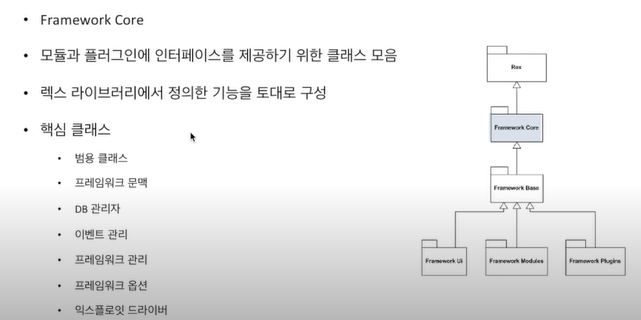 Framework Core
모듈과 플러그인에 인터페이스를 제공하기 위한 클래스 모음
렉스 라이브러리에서 정의한 기능을 토대로 구성
핵심 클래스
범용 클래스
프레임워크 문맥
DB 관리자
이벤트 관리
프레임워크 관리
프레임워크 옵션
익스플로잇 드라이버
Rex
Framework Core
Framework Base
Framework Ui
Framework Modules
Framework Plugins